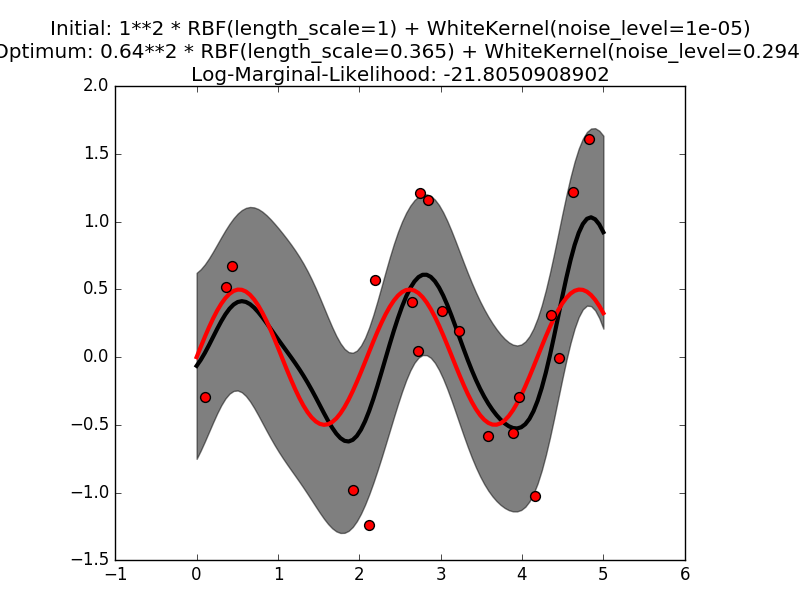 Initial: 1**2 * RBF(length_scale=1) + WhiteKernel(noise_level=1e-05)
Optimum: 0.64**2 * RBF(length_scale=0.365) + WhiteKernel(noise_level=0.294
Log-Marginal-Likelihood: -21.8050908902
2.0
1.5
1.0
0.5
0.0
−0.5
−1.0
−1.5
−1 0 1 2 3 4 5 6